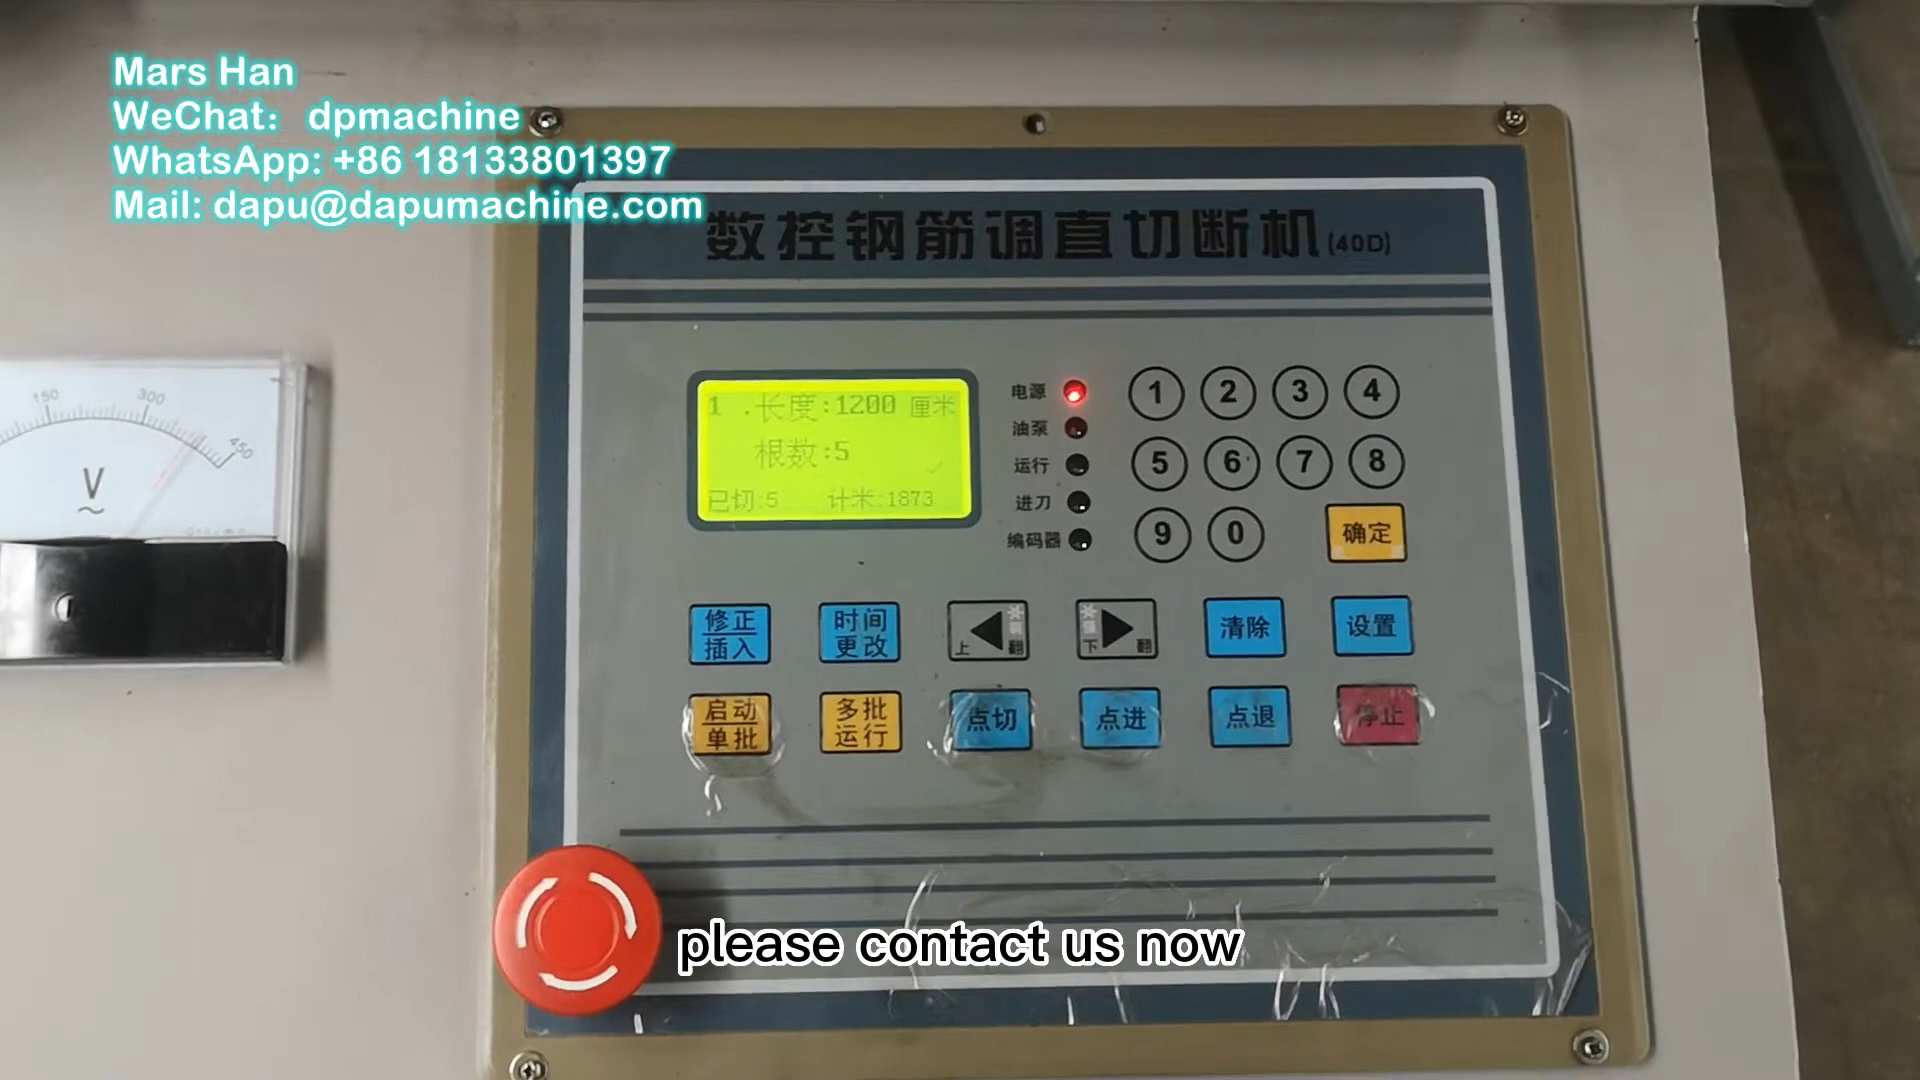 Mars Han
WeChat： dpmachine
WhatsApp: +86 18133801397
Mail: dapu@dapumachine.com
数控钢筋调直切断机(40D)
150
300
450
V
~
1 .长度:1200 厘米
根数:5
已切:5 计米:1873
电源
油泵
运行
进刀
编码器
1 2 3 4
5 6 7 8
9 0
确定
修正
插入
时间
更改
上 翻
下 翻
清除
设置
启动
单批
多批
运行
点切
点进
点退
停止
please contact us now